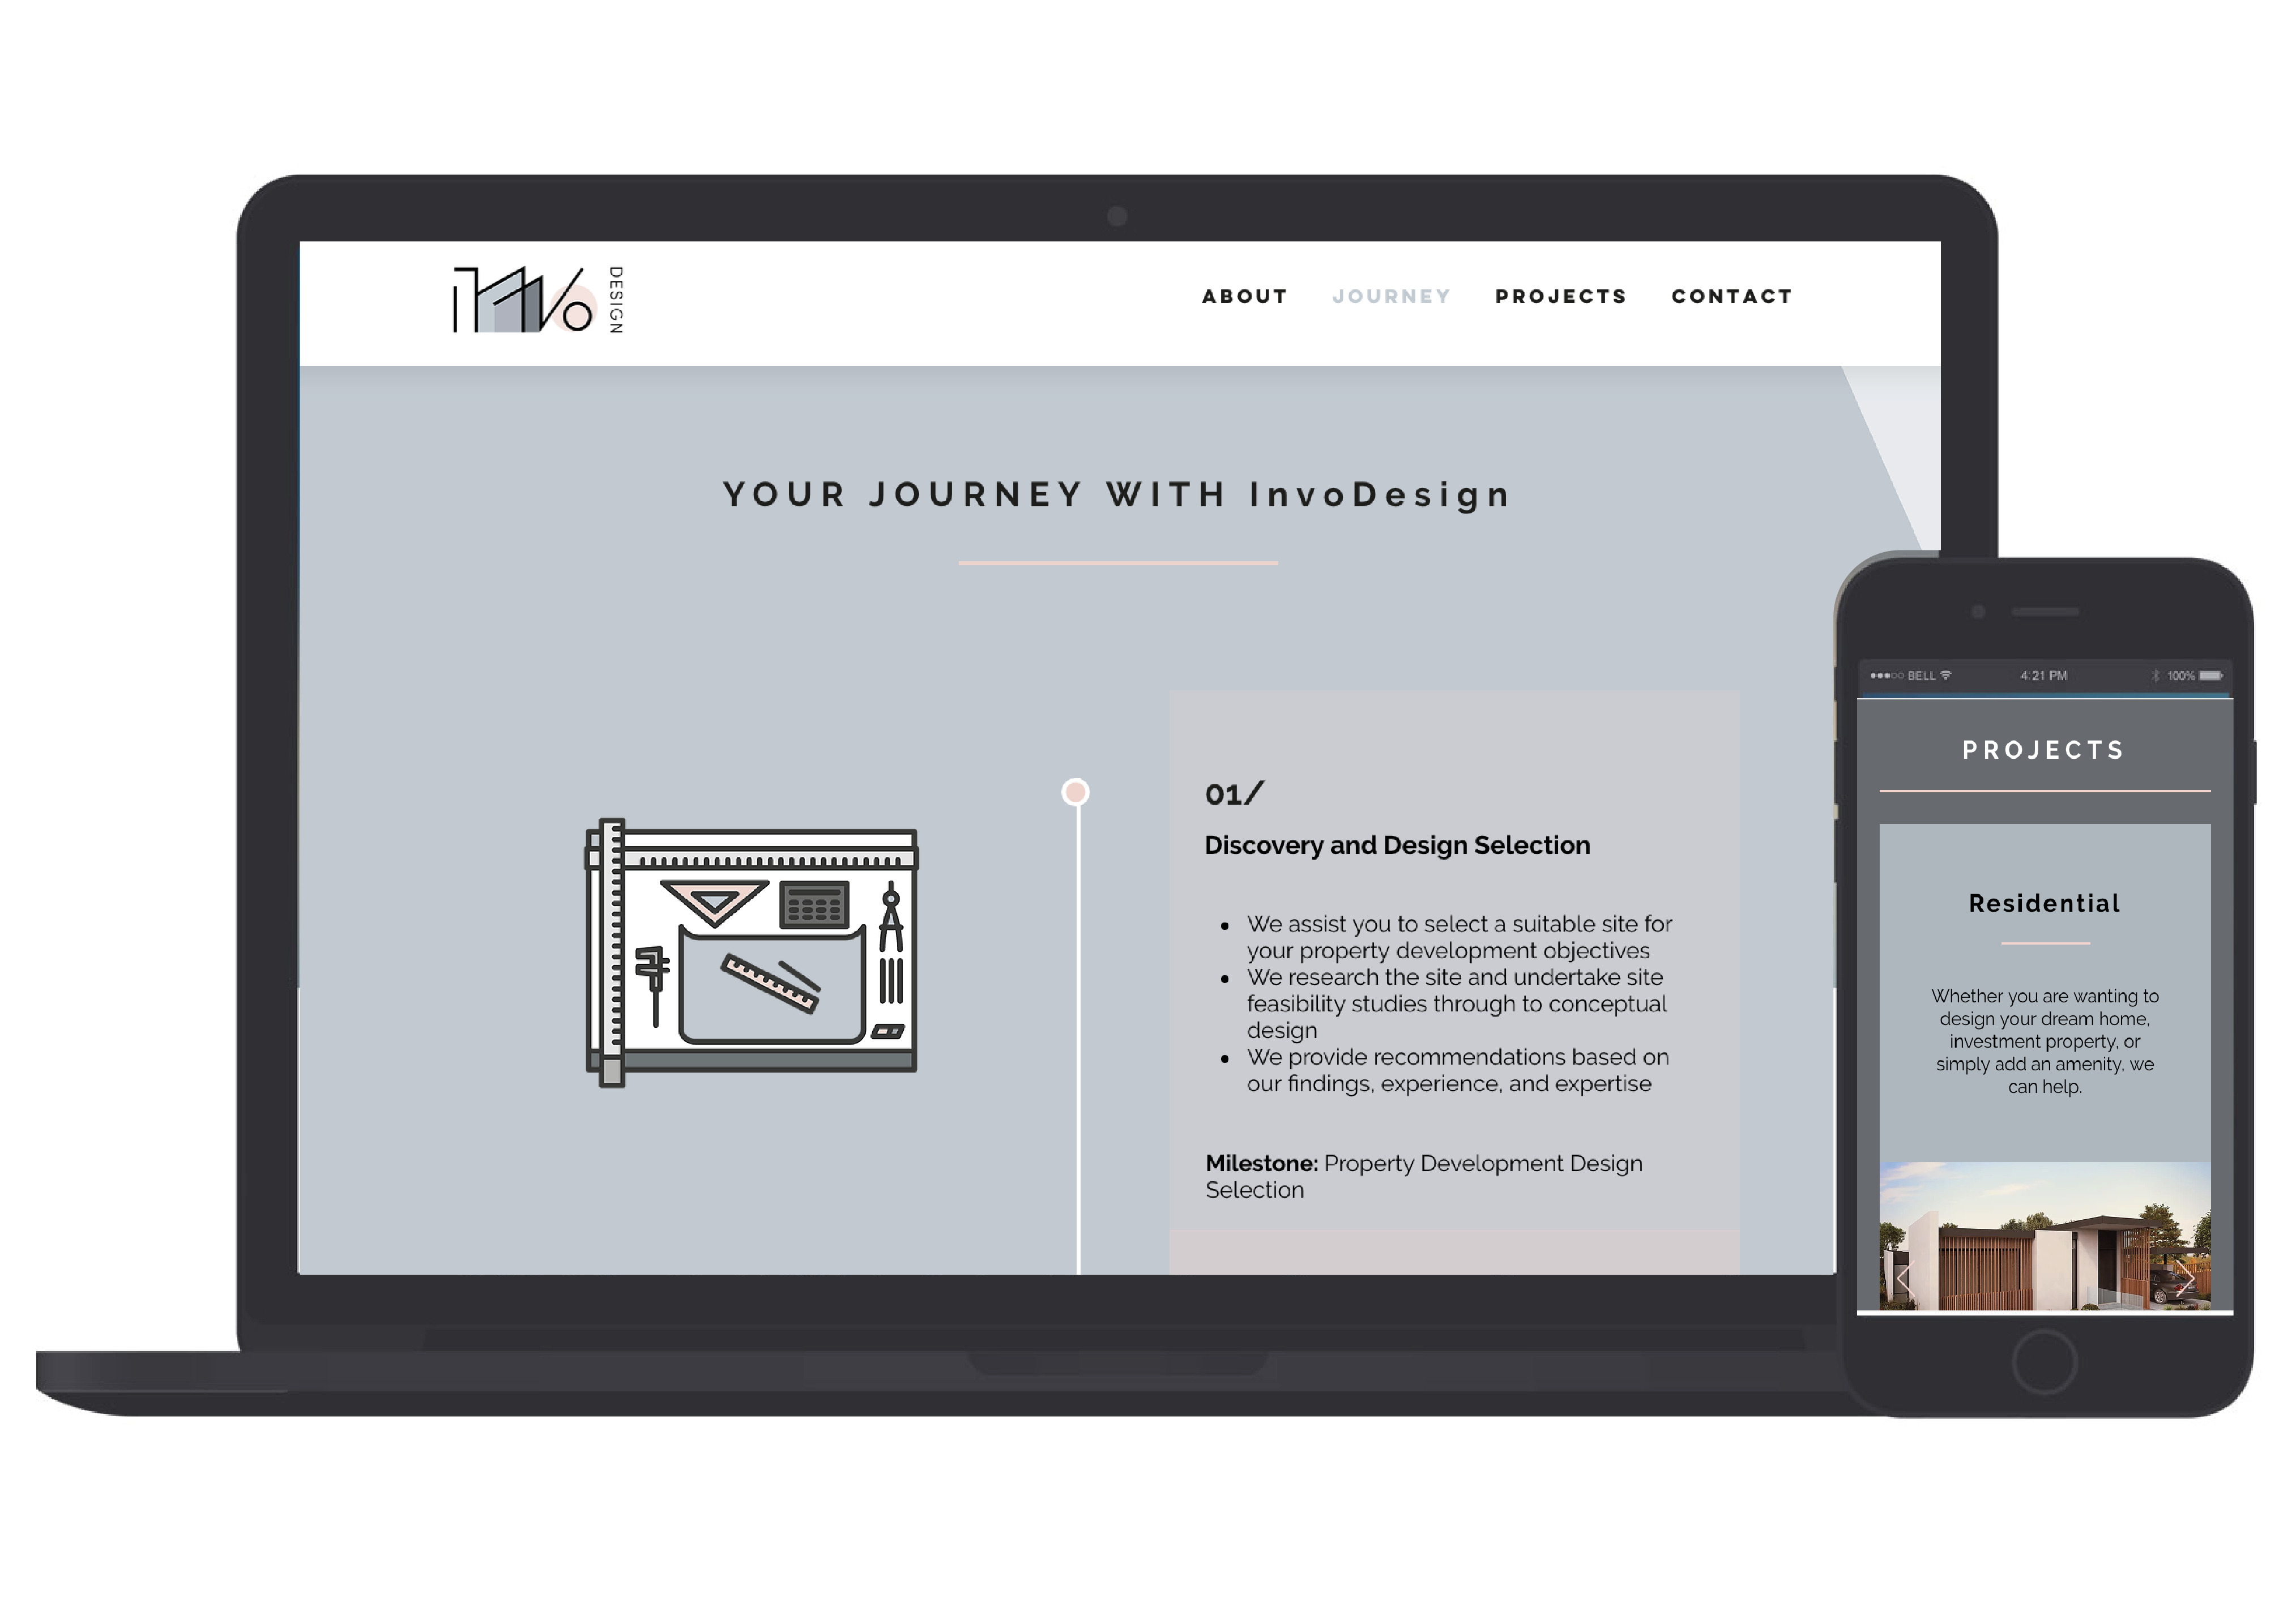 invo DESIGN
ABOUT JOURNEY PROJECTS CONTACT
YOUR JOURNEY WITH InvoDesign
01/
Discovery and Design Selection
• We assist you to select a suitable site for
your property development objectives
• We research the site and undertake site
feasibility studies through to conceptual
design
• We provide recommendations based on
our findings, experience, and expertise
Milestone: Property Development Design
Selection
BELL 4:21 PM 100%
PROJECTS
Residential
Whether you are wanting to
design your dream home,
investment property, or
simply add an amenity, we
can help.